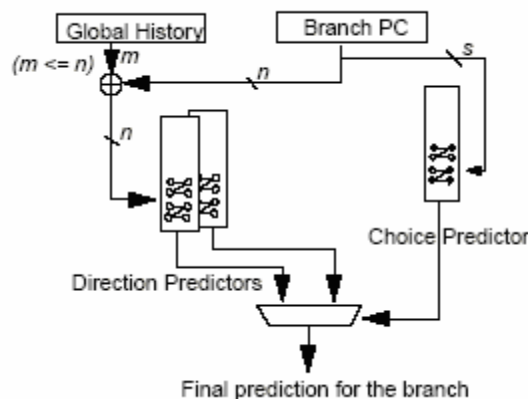 Global History
Branch PC
(m <= n)
m
n
s
n
Choice Predictor
Direction Predictors
Final prediction for the branch